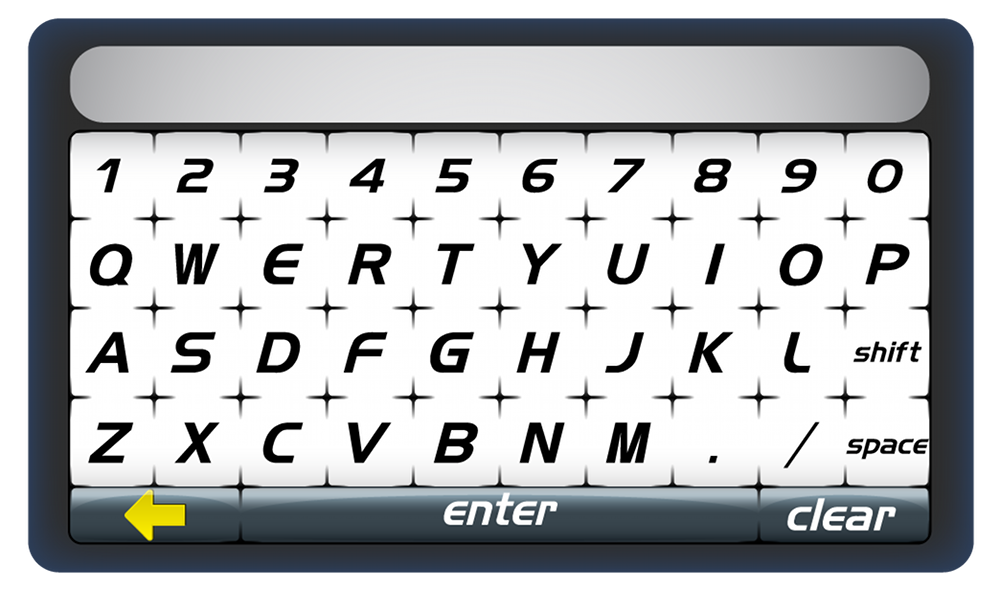 1 2 3 4 5 6 7 8 9 0
Q W E R T Y U I O P
A S D F G H J K L shift
Z X C V B N M . / space
enter clear